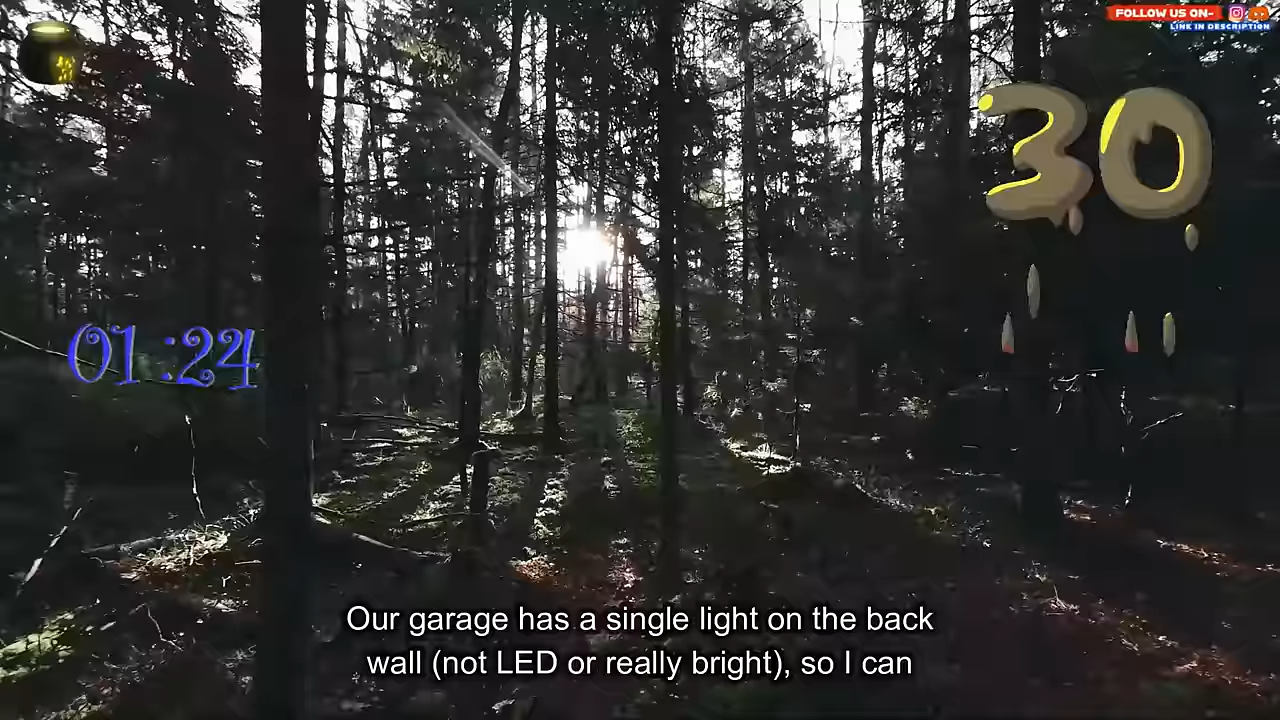 FOLLOW US ON-
LINK IN DESCRIPTION
30
01:24
Our garage has a single light on the back
wall (not LED or really bright), so I can